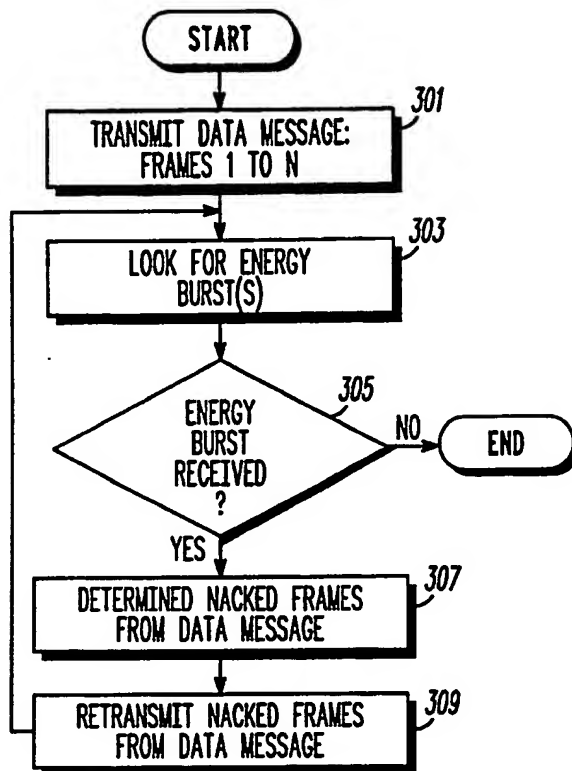 START
301
TRANSMIT DATA MESSAGE:
FRAMES 1 TO N
303
LOOK FOR ENERGY
BURST(S)
305
ENERGY
BURST
RECEIVED
?
NO
END
YES
307
DETERMINED NACKED FRAMES
FROM DATA MESSAGE
309
RETRANSMIT NACKED FRAMES
FROM DATA MESSAGE